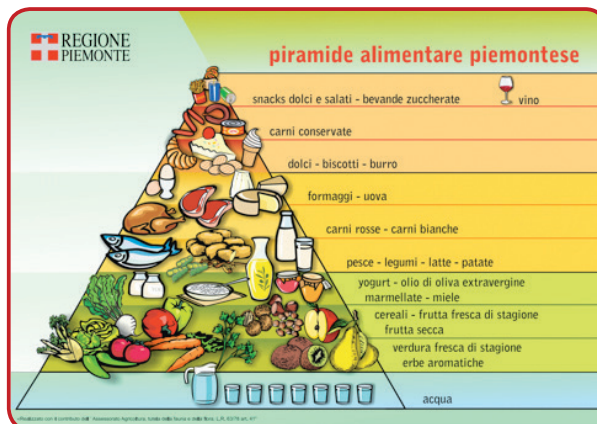 REGIONE
PIEMONTE
piramide alimentare piemontese
snacks dolci e salati - bevande zuccherate
vino
carni conservate
dolci - biscotti - burro
formaggi - uova
carni rosse - carni bianche
pesce - legumi - latte - patate
yogurt - olio di oliva extravergine
marmellate - miele
cereali - frutta fresca di stagione
frutta secca
verdura fresca di stagione
erbe aromatiche
acqua